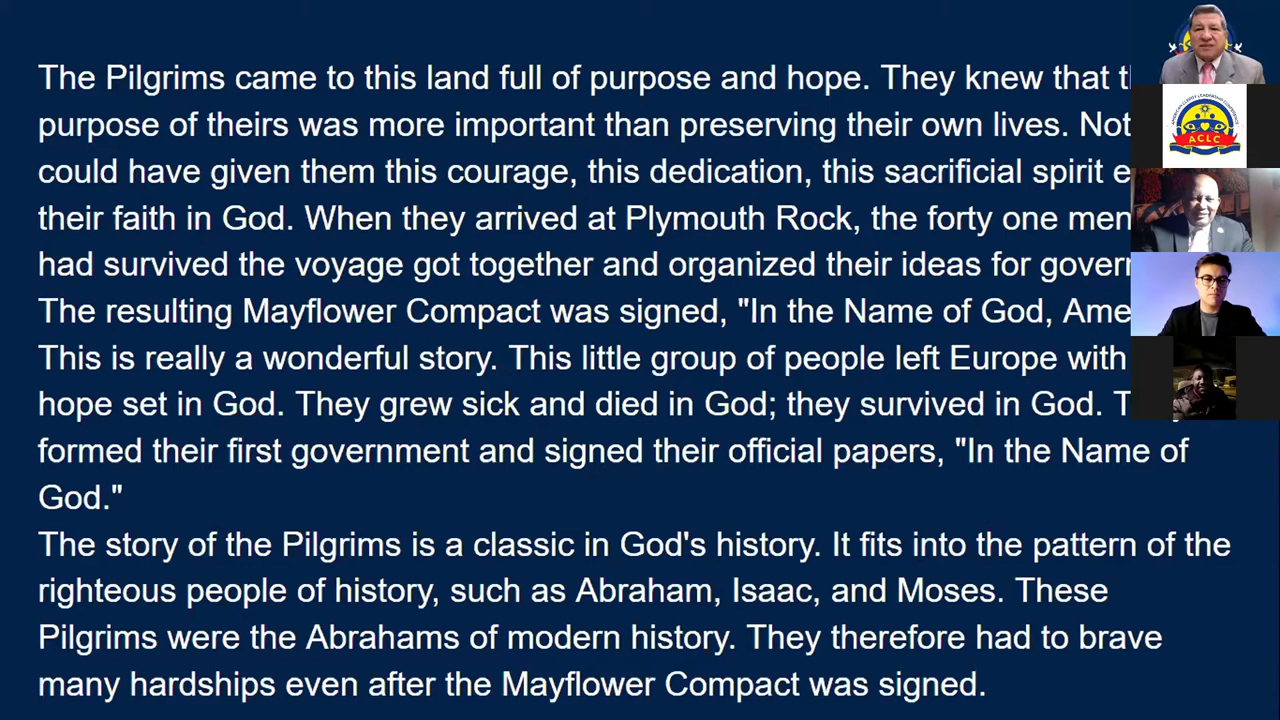 The Pilgrims came to this land full of purpose and hope. They knew that
purpose of theirs was more important than preserving their own lives.
could have given them this courage, this dedication, this sacrificial spirit
their faith in God. When they arrived at Plymouth Rock, the forty one men
had survived the voyage got together and organized their ideas for
The resulting Mayflower Compact was signed, "In the Name of God,
This is really a wonderful story. This little group of people left Europe with
hope set in God. They grew sick and died in God; they survived in God.
formed their first government and signed their official papers, "In the Name of
God."
The story of the Pilgrims is a classic in God's history. It fits into the pattern of the
righteous people of history, such as Abraham, Isaac, and Moses. These
Pilgrims were the Abrahams of modern history. They therefore had to brave
many hardships even after the Mayflower Compact was signed.
AMERICAN CLERGY LEADERSHIP CONFERENCE
ACLC